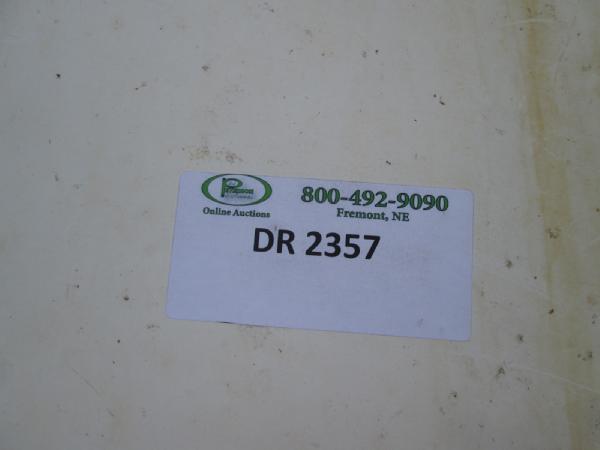 800-492-9090
Online Auctions
Fremont, NE
DR 2357